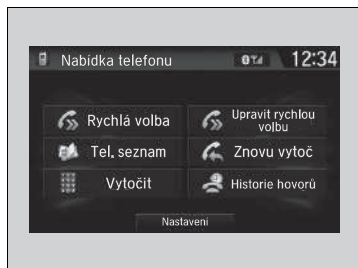 Nabídka telefonu
12:34
Rychlá volba
Upravit rychlou
volbu
Tel. seznam
Znovu vytoč
Vytočit
Historie hovorů
Nastavení